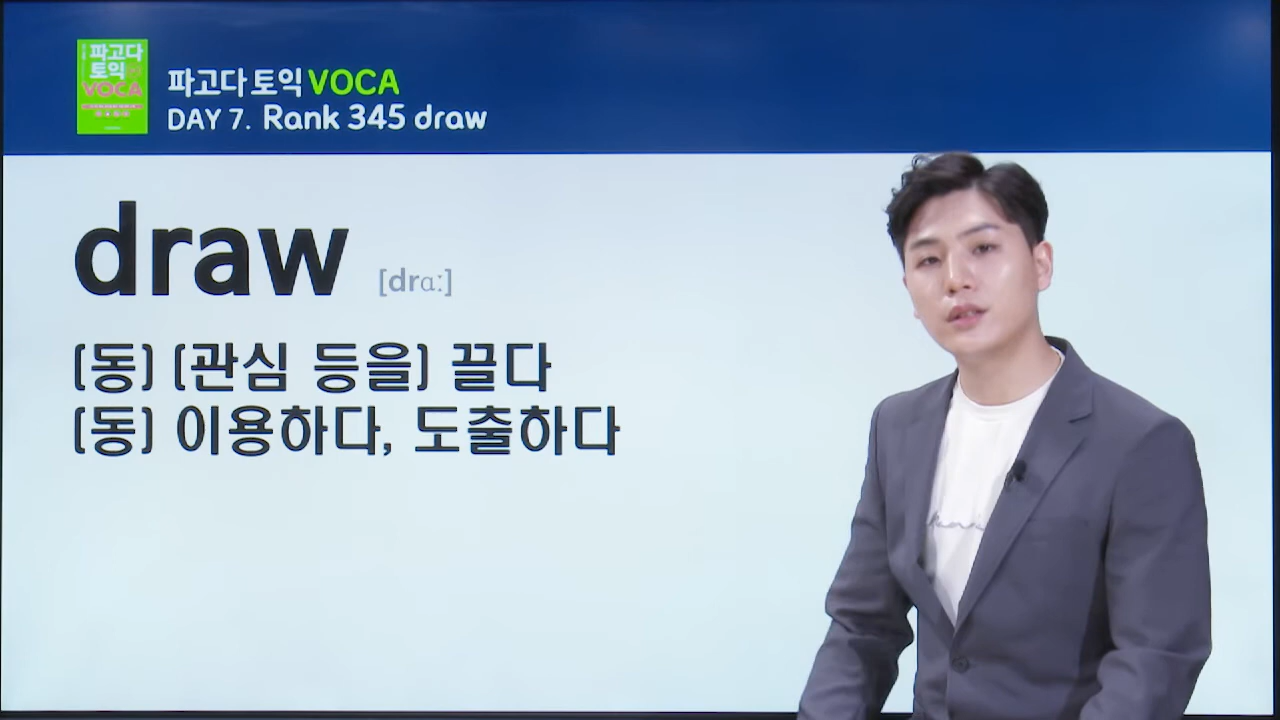 파고다
토익
VOCA
파고다 토익 VOCA
DAY 7. Rank 345 draw
draw [drɑː]
(동) (관심 등을) 끌다
(동) 이용하다, 도출하다